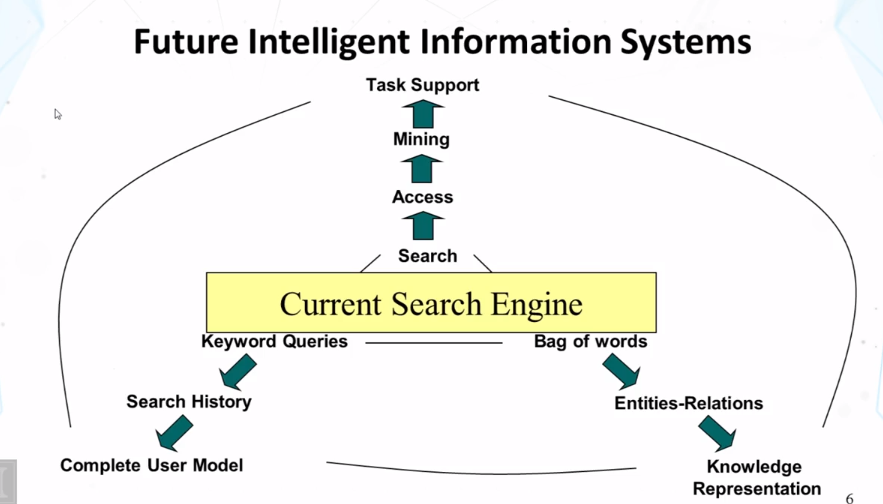 Future Intelligent Information Systems
Task Support
Mining
Access
Search
Current Search Engine
Keyword Queries
Bag of words
Search History
Entities-Relations
Complete User Model
Knowledge
Representation
6